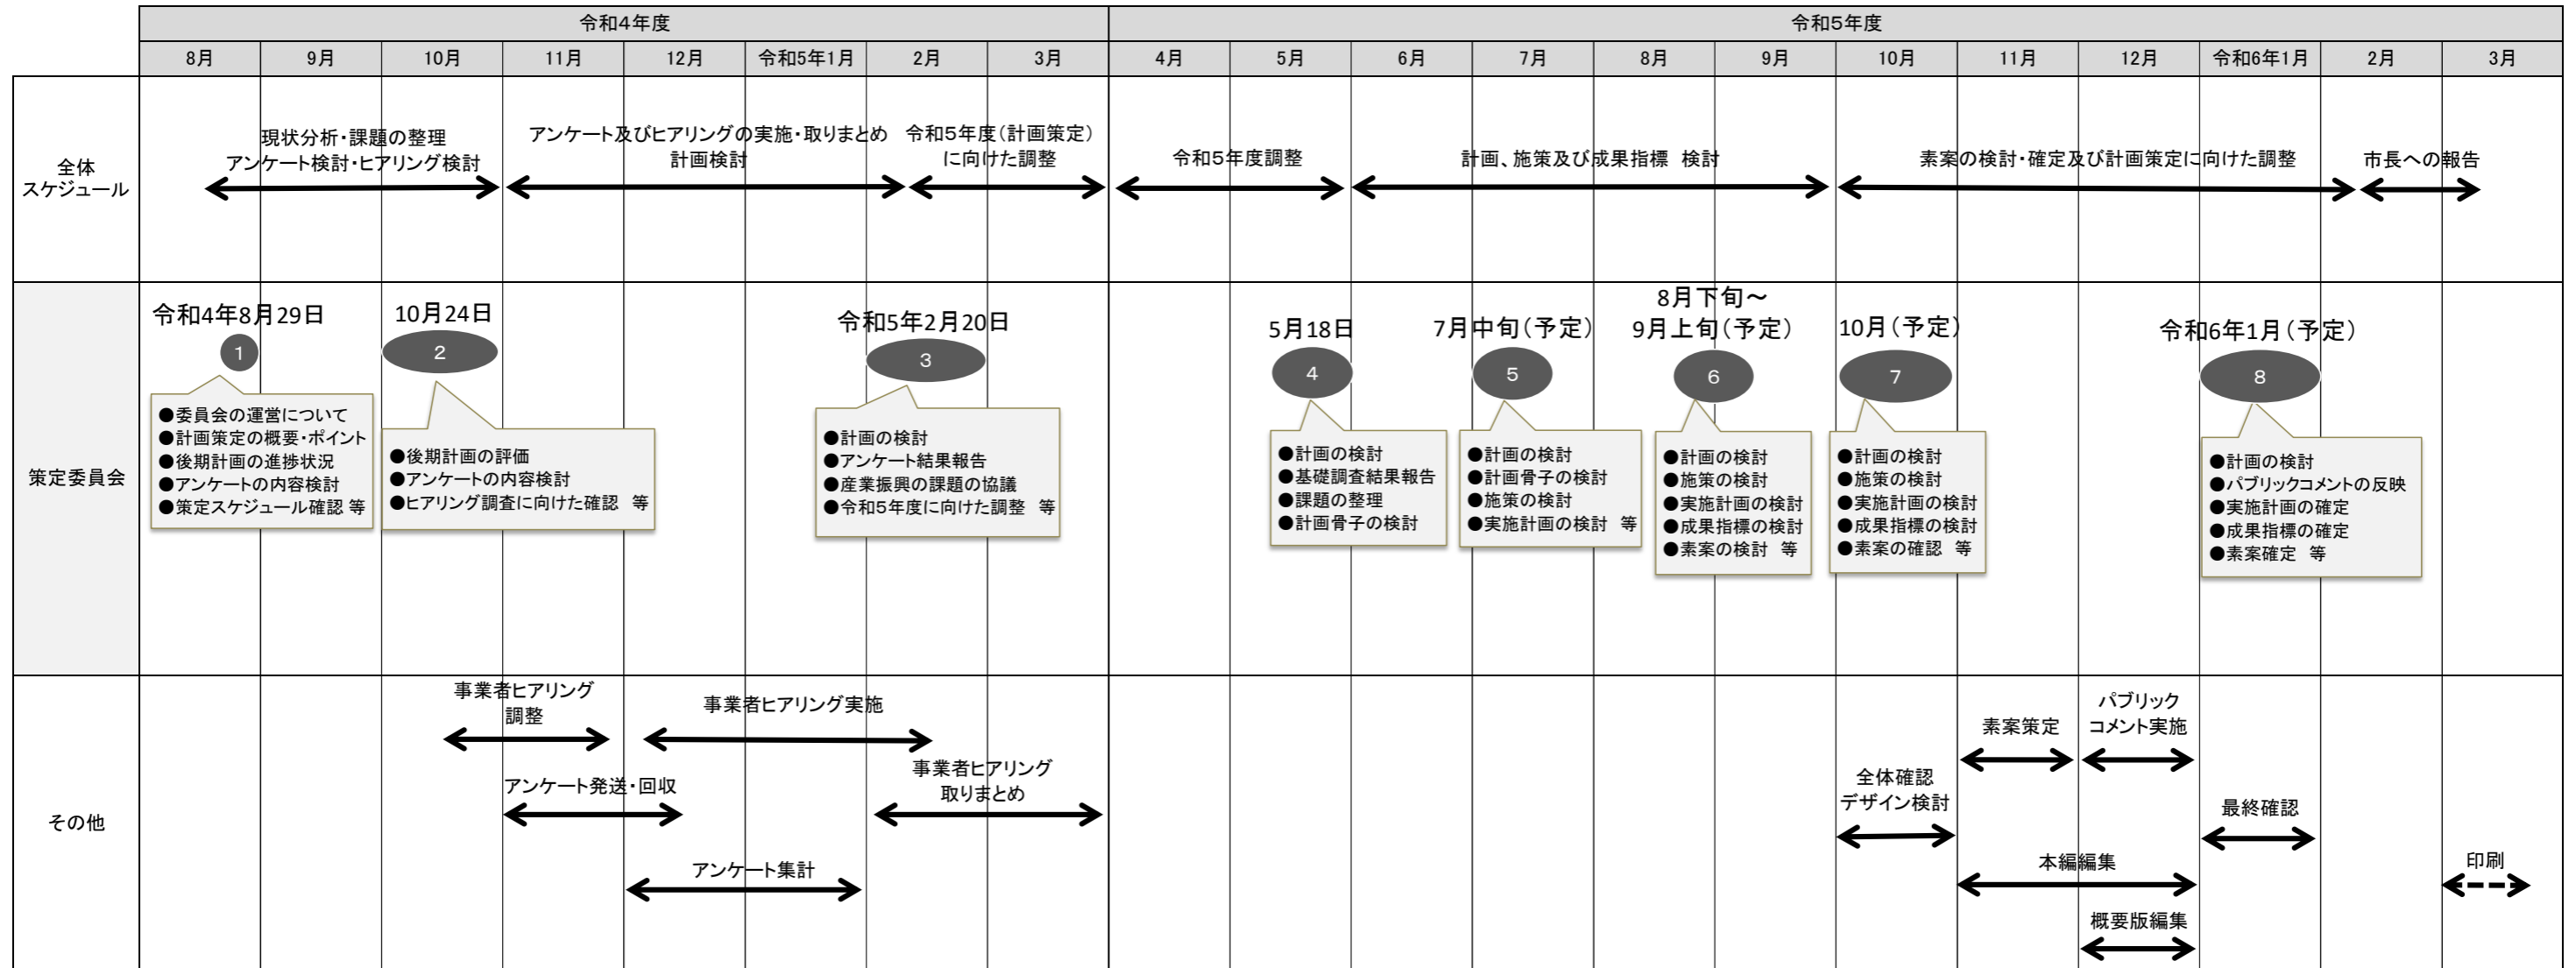 令和4年度
令和5年度
8月
9月
10月
11月
12月
令和5年1月
2月
3月
4月
5月
6月
7月
8月
9月
10月
11月
12月
令和6年1月
2月
3月
全体
スケジュール
現状分析・課題の整理
アンケート検討・ヒアリング検討
アンケート及びヒアリングの実施・取りまとめ
計画検討
令和5年度(計画策定)
に向けた調整
令和5年度調整
計画、施策及び成果指標 検討
素案の検討・確定及び計画策定に向けた調整
市長への報告
策定委員会
令和4年8月29日
1
●委員会の運営について
●計画策定の概要・ポイント
●後期計画の進捗状況
●アンケートの内容検討
●策定スケジュール確認 等
10月24日
2
●後期計画の評価
●アンケートの内容検討
●ヒアリング調査に向けた確認 等
令和5年2月20日
3
●計画の検討
●アンケート結果報告
●産業振興の課題の協議
●令和5年度に向けた調整 等
5月18日
4
●計画の検討
●基礎調査結果報告
●課題の整理
●計画骨子の検討
7月中旬(予定)
5
●計画の検討
●計画骨子の検討
●施策の検討
●実施計画の検討 等
8月下旬～
9月上旬(予定)
6
●計画の検討
●施策の検討
●実施計画の検討
●成果指標の検討
●素案の検討 等
10月(予定)
7
●計画の検討
●施策の検討
●実施計画の検討
●成果指標の検討
●素案の確認 等
令和6年1月(予定)
8
●計画の検討
●パブリックコメントの反映
●実施計画の確定
●成果指標の確定
●素案確定 等
その他
事業者ヒアリング
調整
事業者ヒアリング実施
アンケート発送・回収
事業者ヒアリング
取りまとめ
アンケート集計
素案策定
パブリック
コメント実施
全体確認
デザイン検討
最終確認
本編編集
印刷
概要版編集